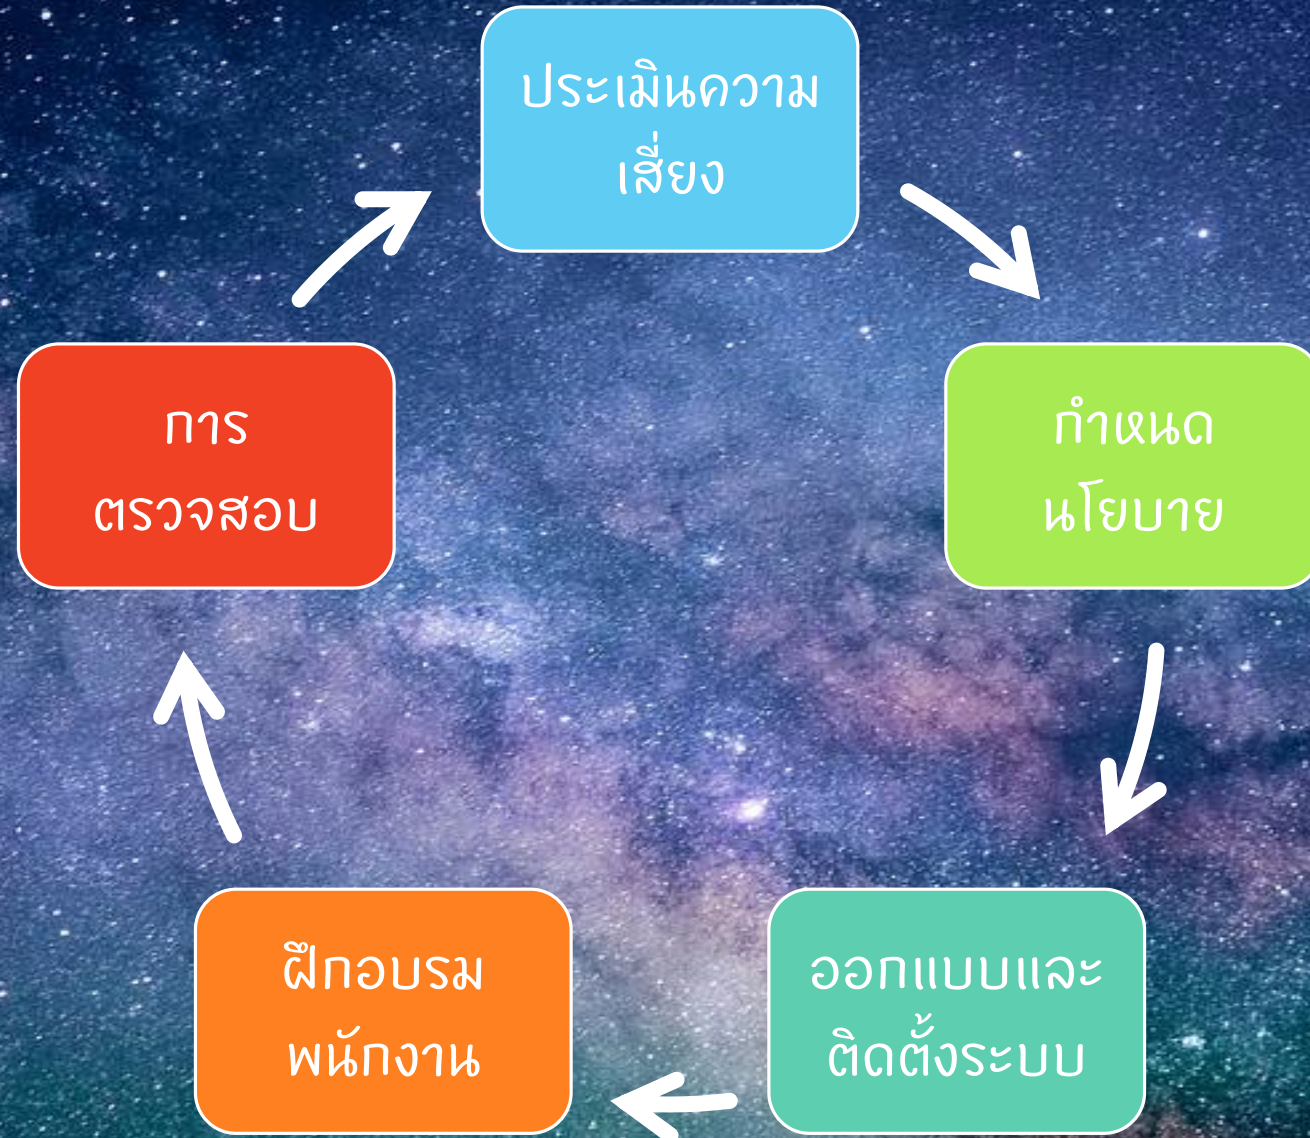 ประเมินความ
เสี่ยง
กำหนด
นโยบาย
ออกแบบและ
ติดตั้งระบบ
ฝึกอบรม
พนักงาน
การ
ตรวจสอบ